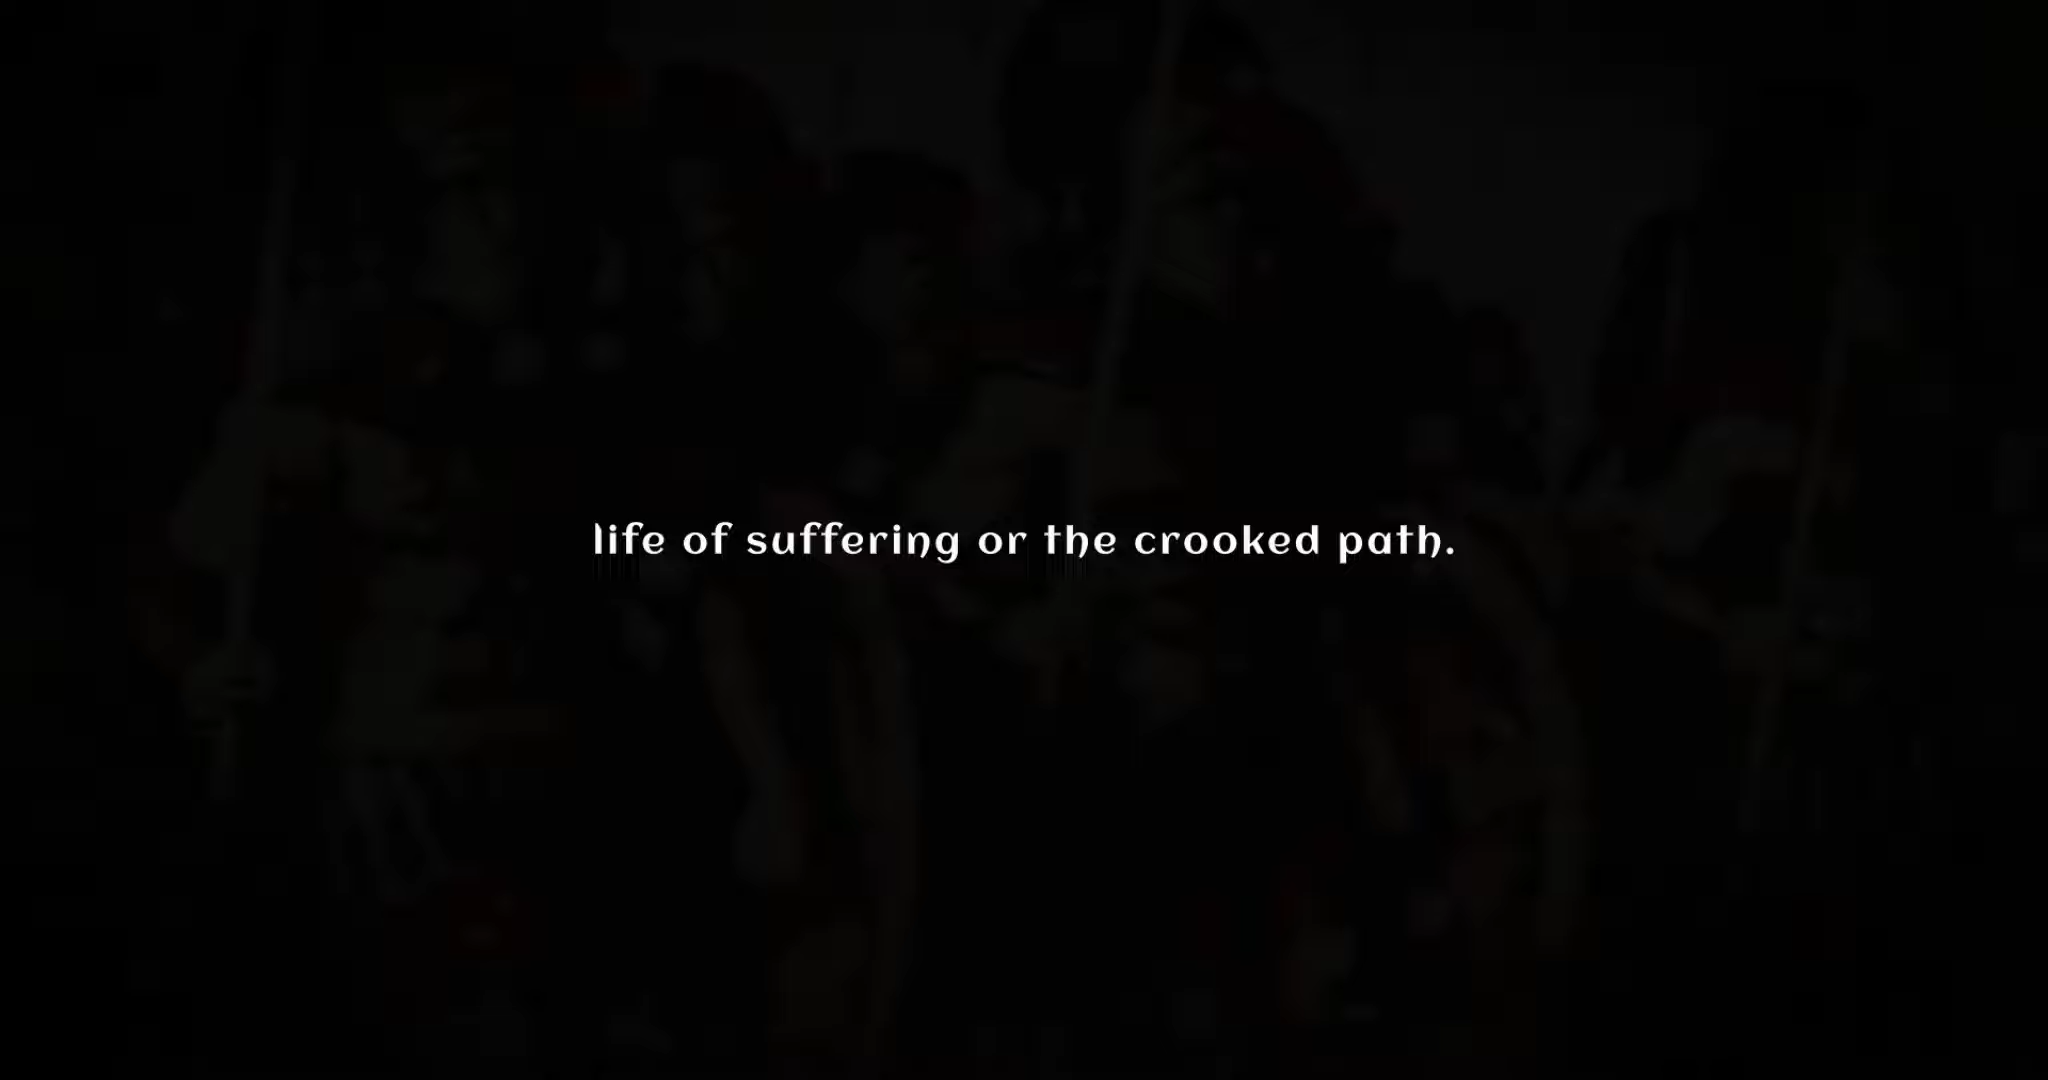 life of suffering or the crooked path.